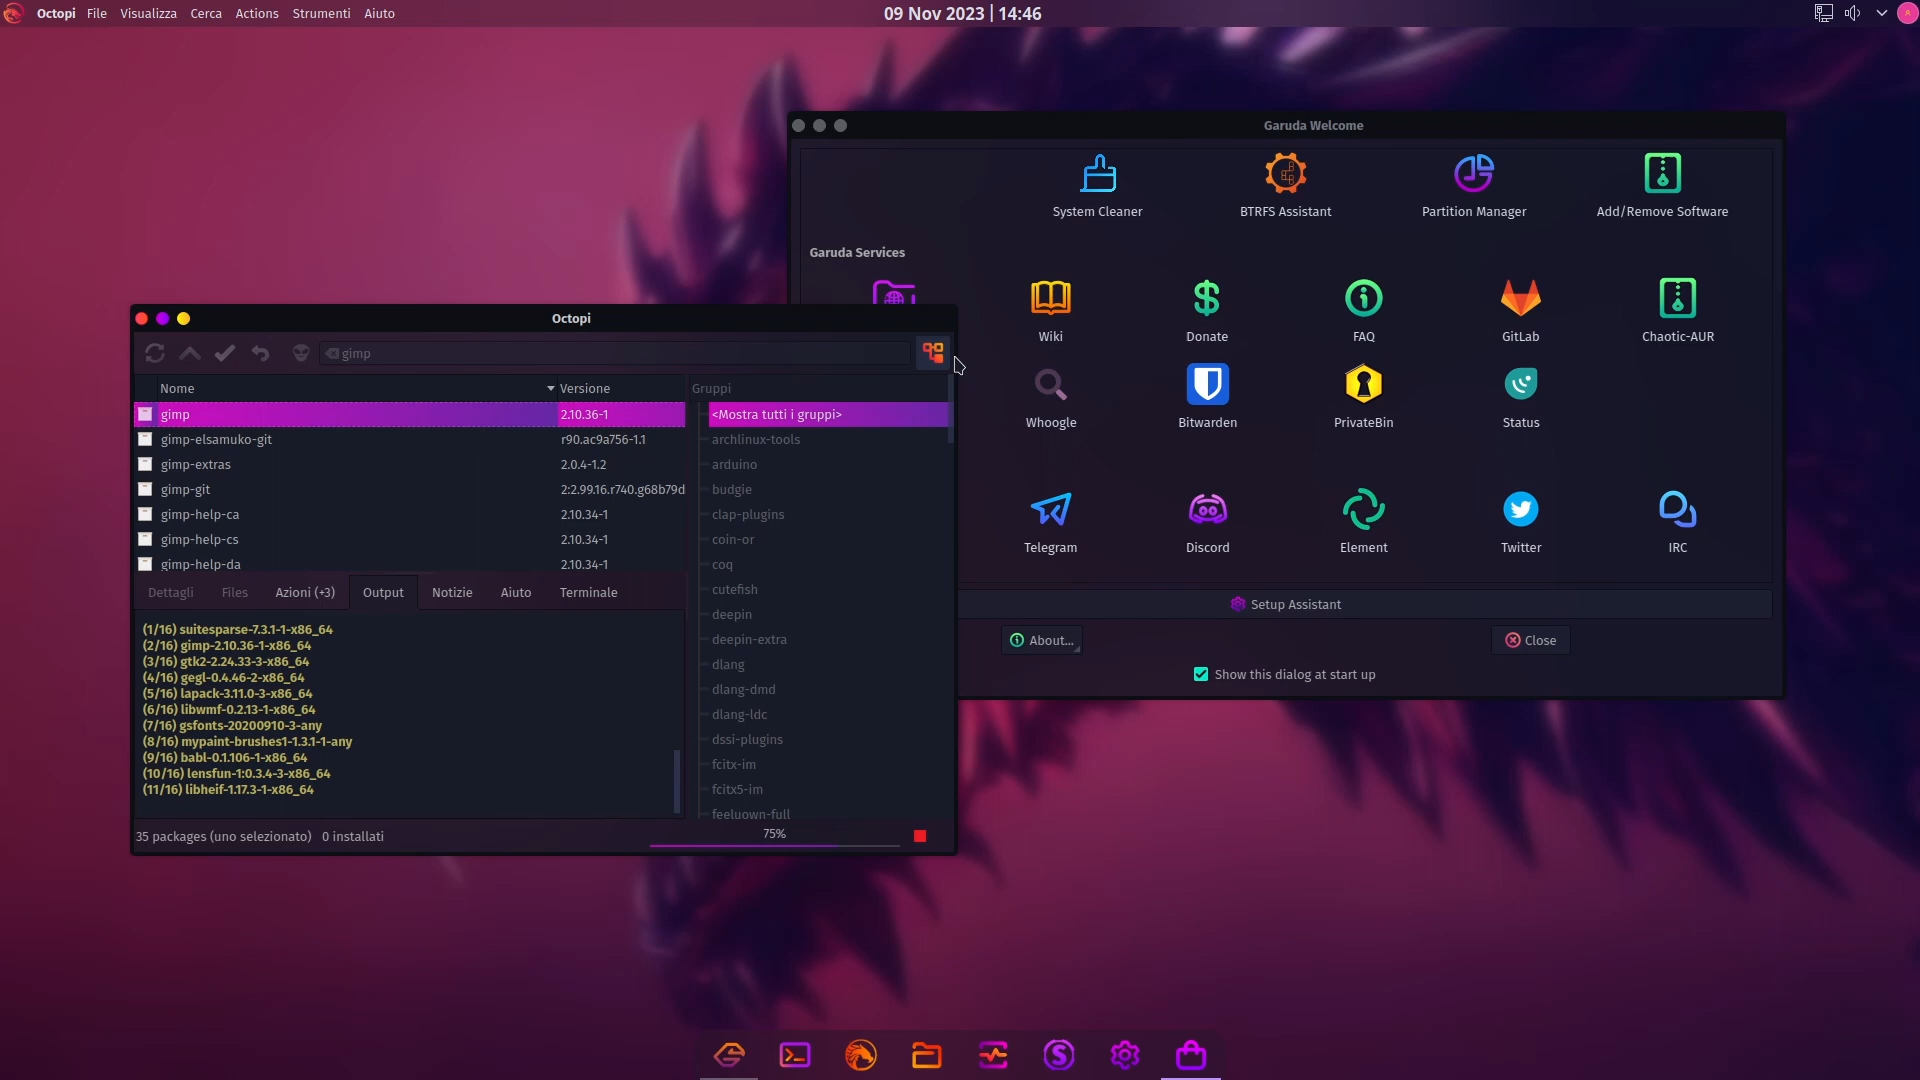 Octopi File Visualizza Cerca Actions Strumenti Aiuto
09 Nov 2023 | 14:46
Garuda Welcome
System Cleaner
BTRFS Assistant
Partition Manager
Add/Remove Software
Garuda Services
Wiki
Donate
FAQ
GitLab
Chaotic-AUR
Whoogle
Bitwarden
PrivateBin
Status
Telegram
Discord
Element
Twitter
IRC
Setup Assistant
About...
Close
Show this dialog at start up
Octopi
gimp
Nome Versione
gimp 2.10.36-1
gimp-elsamuko-git r90.ac9a756-1.1
gimp-extras 2.0.4-1.2
gimp-git 2:2.99.16.r740.g68b79d
gimp-help-ca 2.10.34-1
gimp-help-cs 2.10.34-1
gimp-help-da 2.10.34-1
Gruppi
<Mostra tutti i gruppi>
archlinux-tools
arduino
budgie
clap-plugins
coin-or
coq
cutefish
deepin
deepin-extra
dlang
dlang-dmd
dlang-ldc
dssi-plugins
fcitx-im
fcitx5-im
feeluown-full
Dettagli Files Azioni (+3) Output Notizie Aiuto Terminale
(1/16) suitesparse-7.3.1-1-x86_64
(2/16) gimp-2.10.36-1-x86_64
(3/16) gtk2-2.24.33-3-x86_64
(4/16) gegl-0.4.46-2-x86_64
(5/16) lapack-3.11.0-3-x86_64
(6/16) libwmf-0.2.13-1-x86_64
(7/16) gsfonts-20200910-3-any
(8/16) mypaint-brushes1-1.3.1-1-any
(9/16) babl-0.1.106-1-x86_64
(10/16) lensfun-1:0.3.4-3-x86_64
(11/16) libheif-1.17.3-1-x86_64
35 packages (uno selezionato) 0 installati
75%